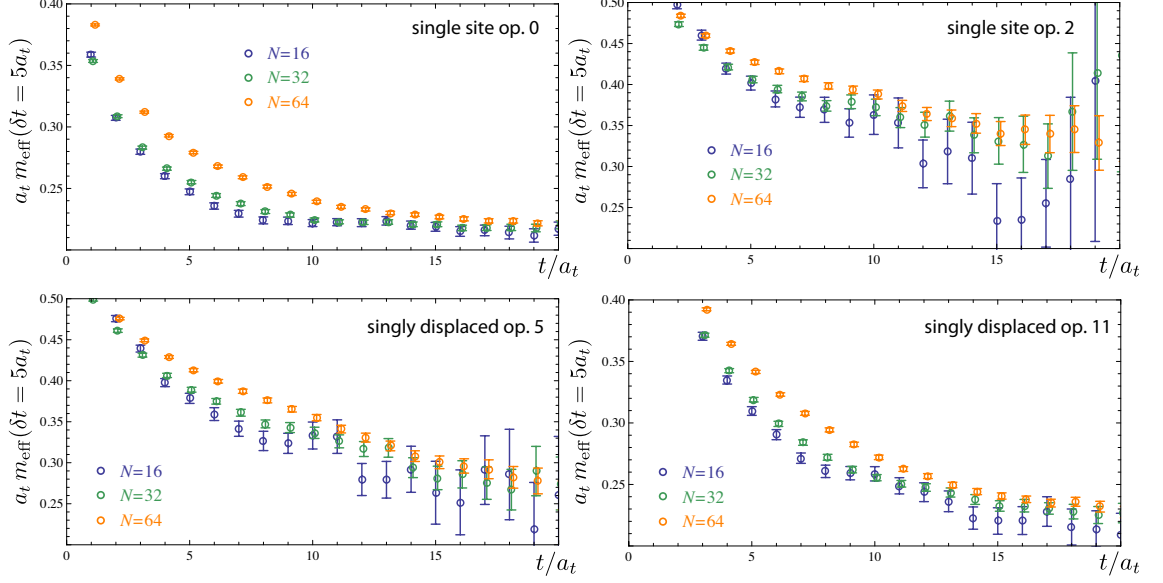 single site op. 0
N=16
N=32
N=64
a_t m_eff(δt = 5a_t)
0.50
0.45
0.40
0.35
0.30
0.25
0
5
10
15
t/a_t
single site op. 2
N=16
N=32
N=64
a_t m_eff(δt = 5a_t)
0.50
0.45
0.40
0.35
0.30
0.25
0
5
10
15
t/a_t
singly displaced op. 5
N=16
N=32
N=64
a_t m_eff(δt = 5a_t)
0.50
0.45
0.40
0.35
0.30
0.25
0
5
10
15
t/a_t
singly displaced op. 11
N=16
N=32
N=64
a_t m_eff(δt = 5a_t)
0.40
0.35
0.30
0.25
0
5
10
15
t/a_t